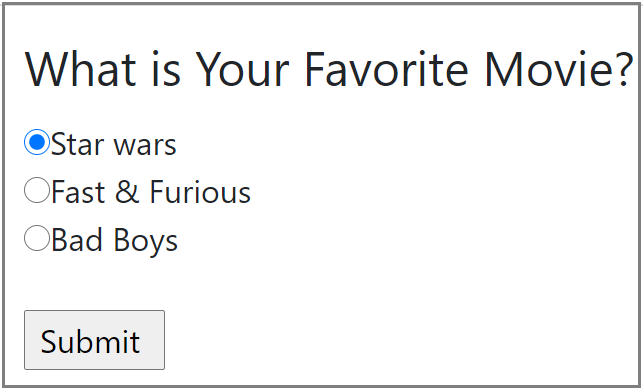 What is Your Favorite Movie?
Star wars
Fast & Furious
Bad Boys
Submit